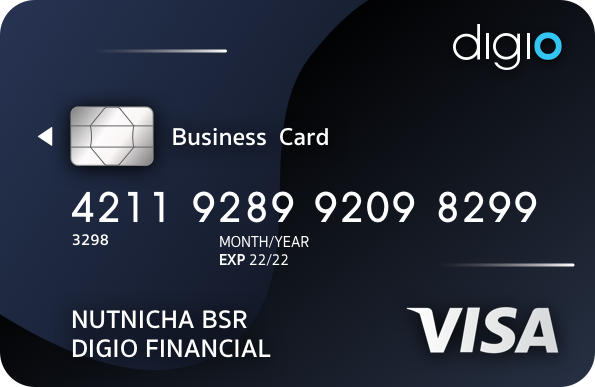 digio
Business Card
4211 9289 9209 8299
3298
MONTH/YEAR
EXP 22/22
NUTNICHA BSR
DIGIO FINANCIAL
VISA